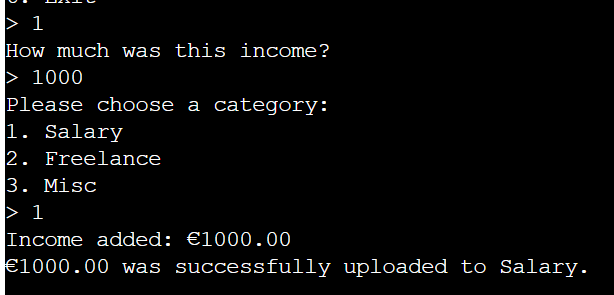 > 1
How much was this income?
> 1000
Please choose a category:
1. Salary
2. Freelance
3. Misc
> 1
Income added: €1000.00
€1000.00 was successfully uploaded to Salary.